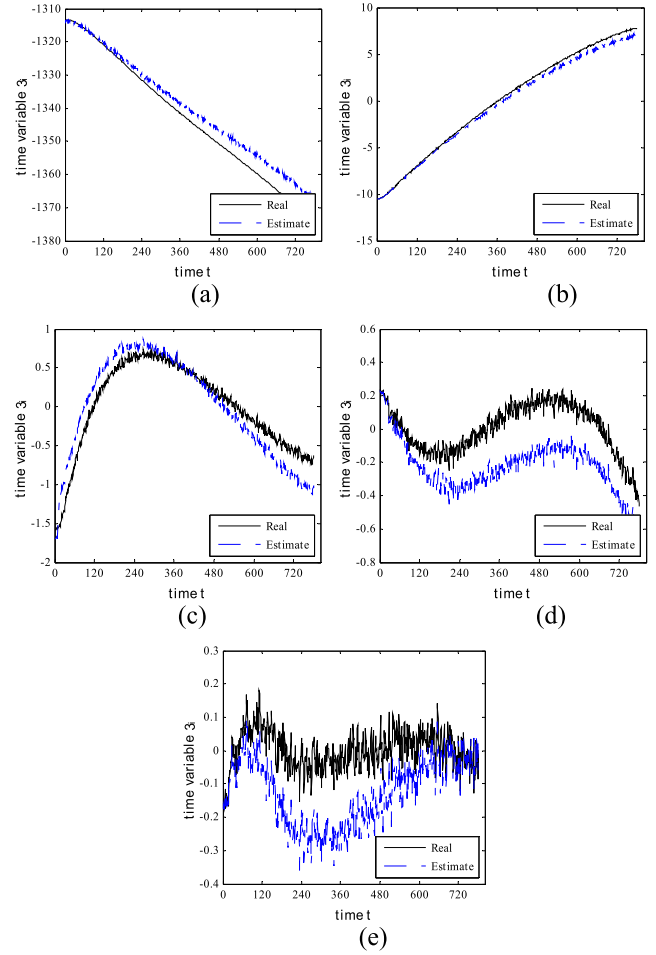 -1310
-1320
-1330
-1340
-1350
-1360
-1370
-1380
time variable 3i
0 120 240 360 480 600 720
time t
Real
Estimate
(a)
10
5
0
-5
-10
-15
time variable 3i
0 120 240 360 480 600 720
time t
Real
Estimate
(b)
1
0.5
0
-0.5
-1
-1.5
-2
time variable 3i
0 120 240 360 480 600 720
time t
Real
Estimate
(c)
0.6
0.4
0.2
0
-0.2
-0.4
-0.6
-0.8
time variable 3i
0 120 240 360 480 600 720
time t
Real
Estimate
(d)
0.3
0.2
0.1
0
-0.1
-0.2
-0.3
-0.4
time variable 3i
0 120 240 360 480 600 720
time t
Real
Estimate
(e)